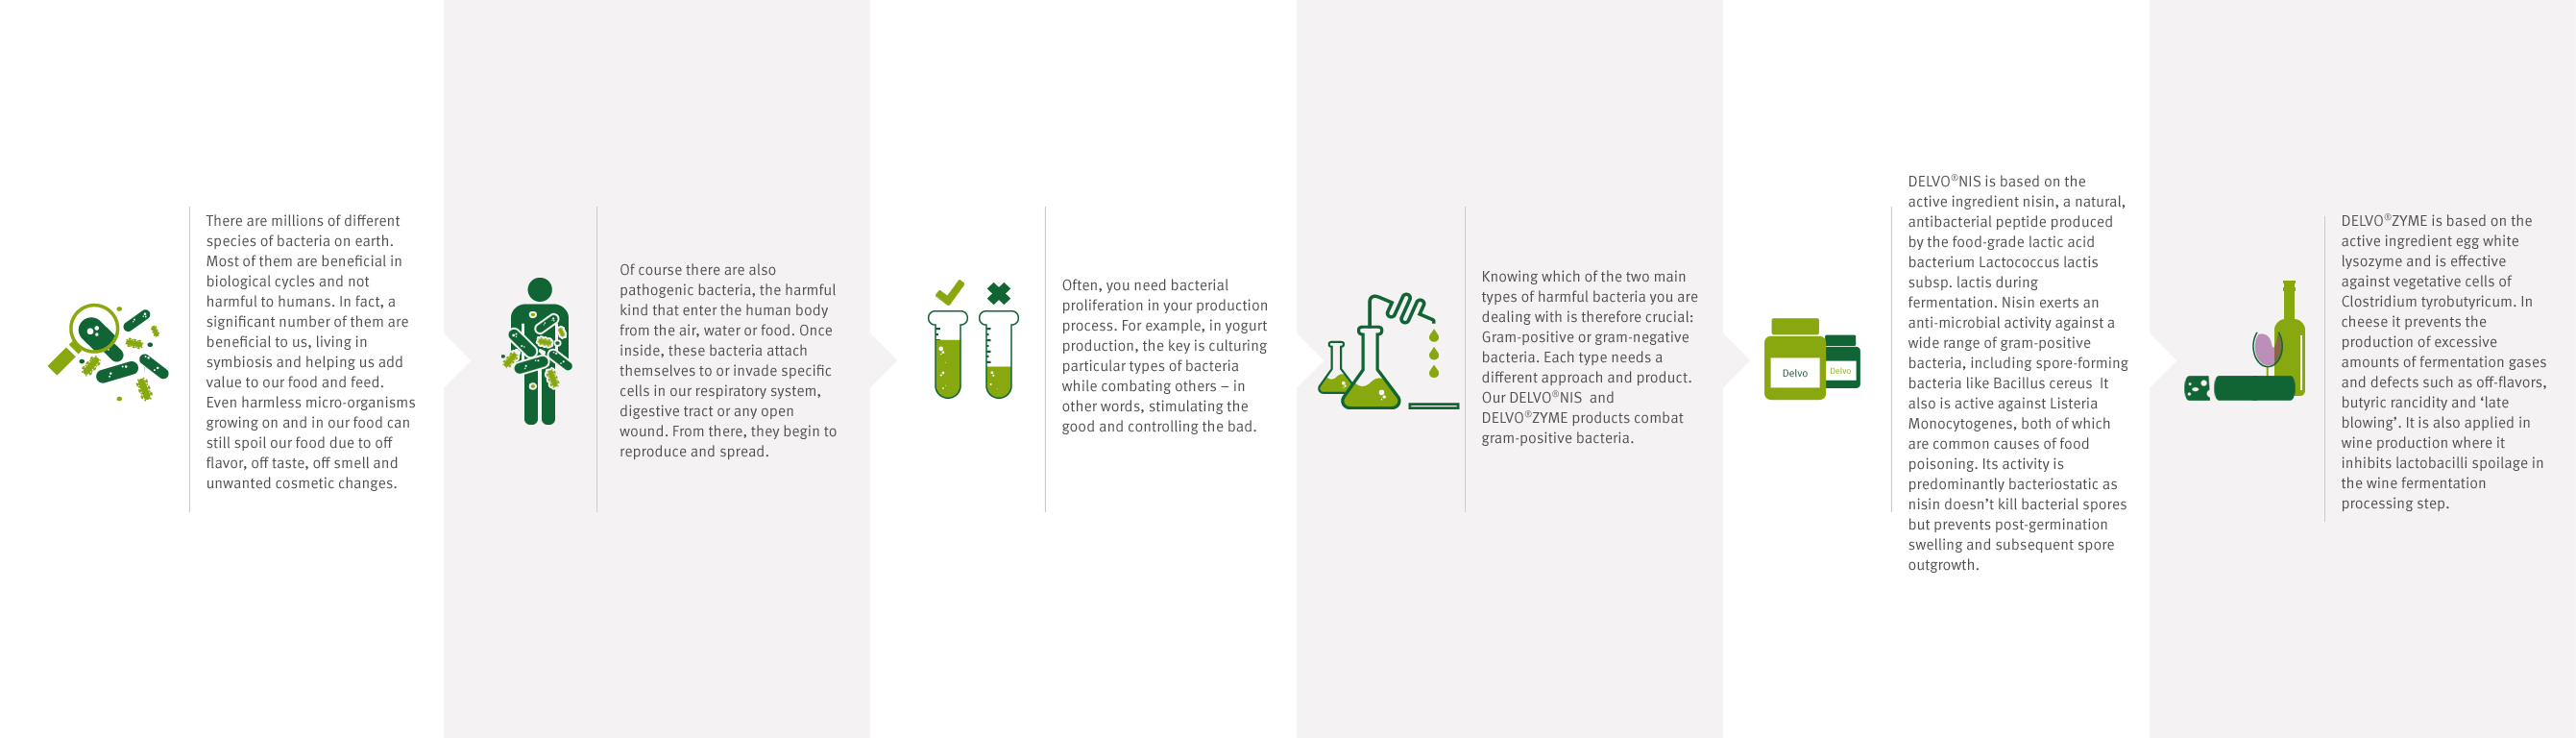 There are millions of different
species of bacteria on earth.
Most of them are beneficial in
biological cycles and not
harmful to humans. In fact, a
significant number of them are
beneficial to us, living in
symbiosis and helping us add
value to our food and feed.
Even harmless micro-organisms
growing on and in our food can
still spoil our food due to off
flavor, off taste, off smell and
unwanted cosmetic changes.
Of course there are also
pathogenic bacteria, the harmful
kind that enter the human body
from the air, water or food. Once
inside, these bacteria attach
themselves to or invade specific
cells in our respiratory system,
digestive tract or any open
wound. From there, they begin to
reproduce and spread.
Often, you need bacterial
proliferation in your production
process. For example, in yogurt
production, the key is culturing
particular types of bacteria
while combating others – in
other words, stimulating the
good and controlling the bad.
Knowing which of the two main
types of harmful bacteria you are
dealing with is therefore crucial:
Gram-positive or gram-negative
bacteria. Each type needs a
different approach and product.
Our DELVO®NIS and
DELVO®ZYME products combat
gram-positive bacteria.
Delvo
Delvo
DELVO®NIS is based on the
active ingredient nisin, a natural,
antibacterial peptide produced
by the food-grade lactic acid
bacterium Lactococcus lactis
subsp. lactis during
fermentation. Nisin exerts an
anti-microbial activity against a
wide range of gram-positive
bacteria, including spore-forming
bacteria like Bacillus cereus It
also is active against Listeria
Monocytogenes, both of which
are common causes of food
poisoning. Its activity is
predominantly bacteriostatic as
nisin doesn’t kill bacterial spores
but prevents post-germination
swelling and subsequent spore
outgrowth.
DELVO®ZYME is based on the
active ingredient egg white
lysozyme and is effective
against vegetative cells of
Clostridium tyrobutyricum. In
cheese it prevents the
production of excessive
amounts of fermentation gases
and defects such as off-flavors,
butyric rancidity and ‘late
blowing’. It is also applied in
wine production where it
inhibits lactobacilli spoilage in
the wine fermentation
processing step.